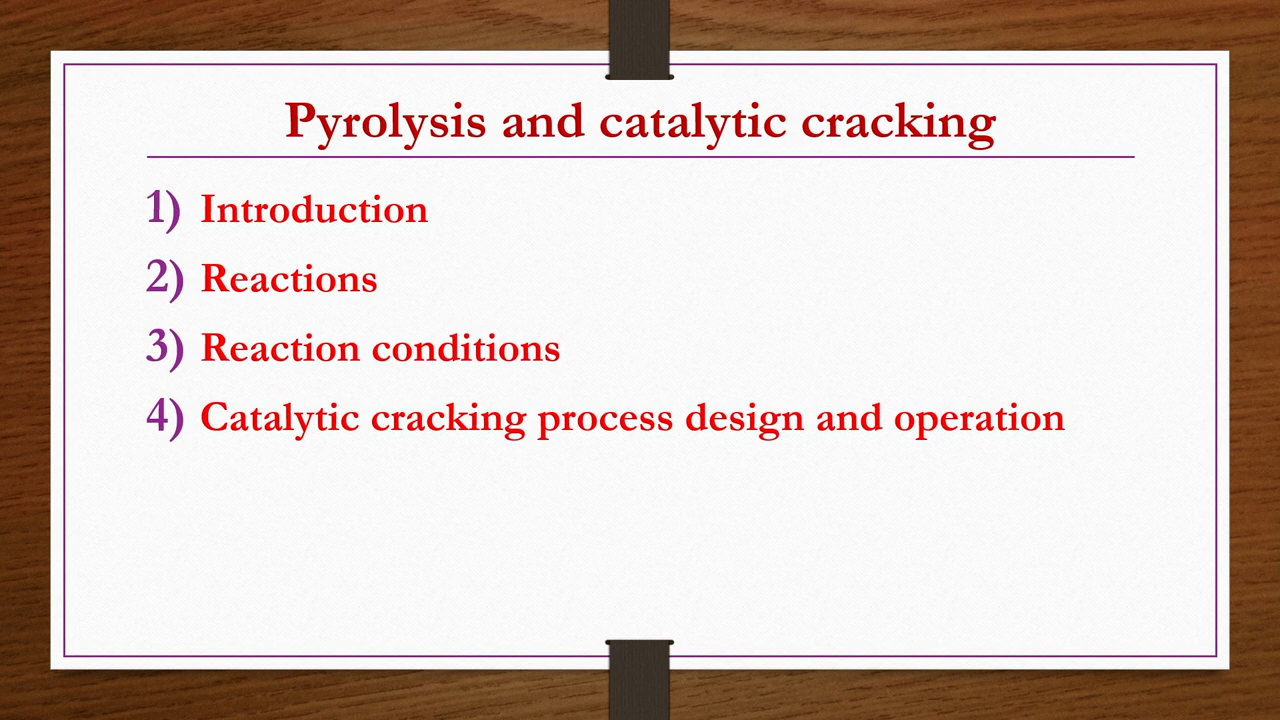 Pyrolysis and catalytic cracking
1) Introduction
2) Reactions
3) Reaction conditions
4) Catalytic cracking process design and operation